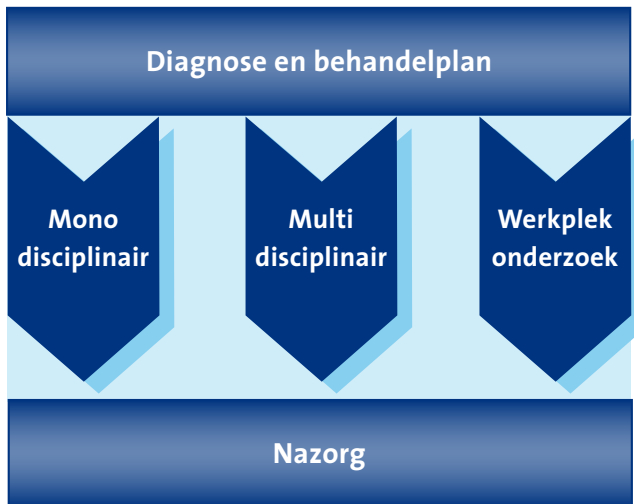 Diagnose en behandelplan
Mono
disciplinair
Multi
disciplinair
Werkplek
onderzoek
Nazorg